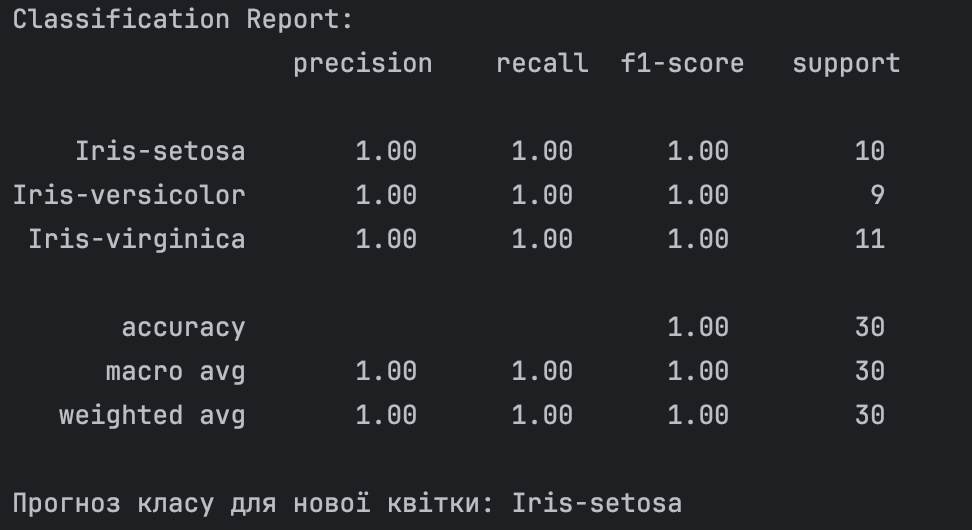 Classification Report:
precision recall f1-score support
Iris-setosa 1.00 1.00 1.00 10
Iris-versicolor 1.00 1.00 1.00 9
Iris-virginica 1.00 1.00 1.00 11
accuracy 1.00 30
macro avg 1.00 1.00 1.00 30
weighted avg 1.00 1.00 1.00 30
Прогноз класу для нової квітки: Iris-setosa